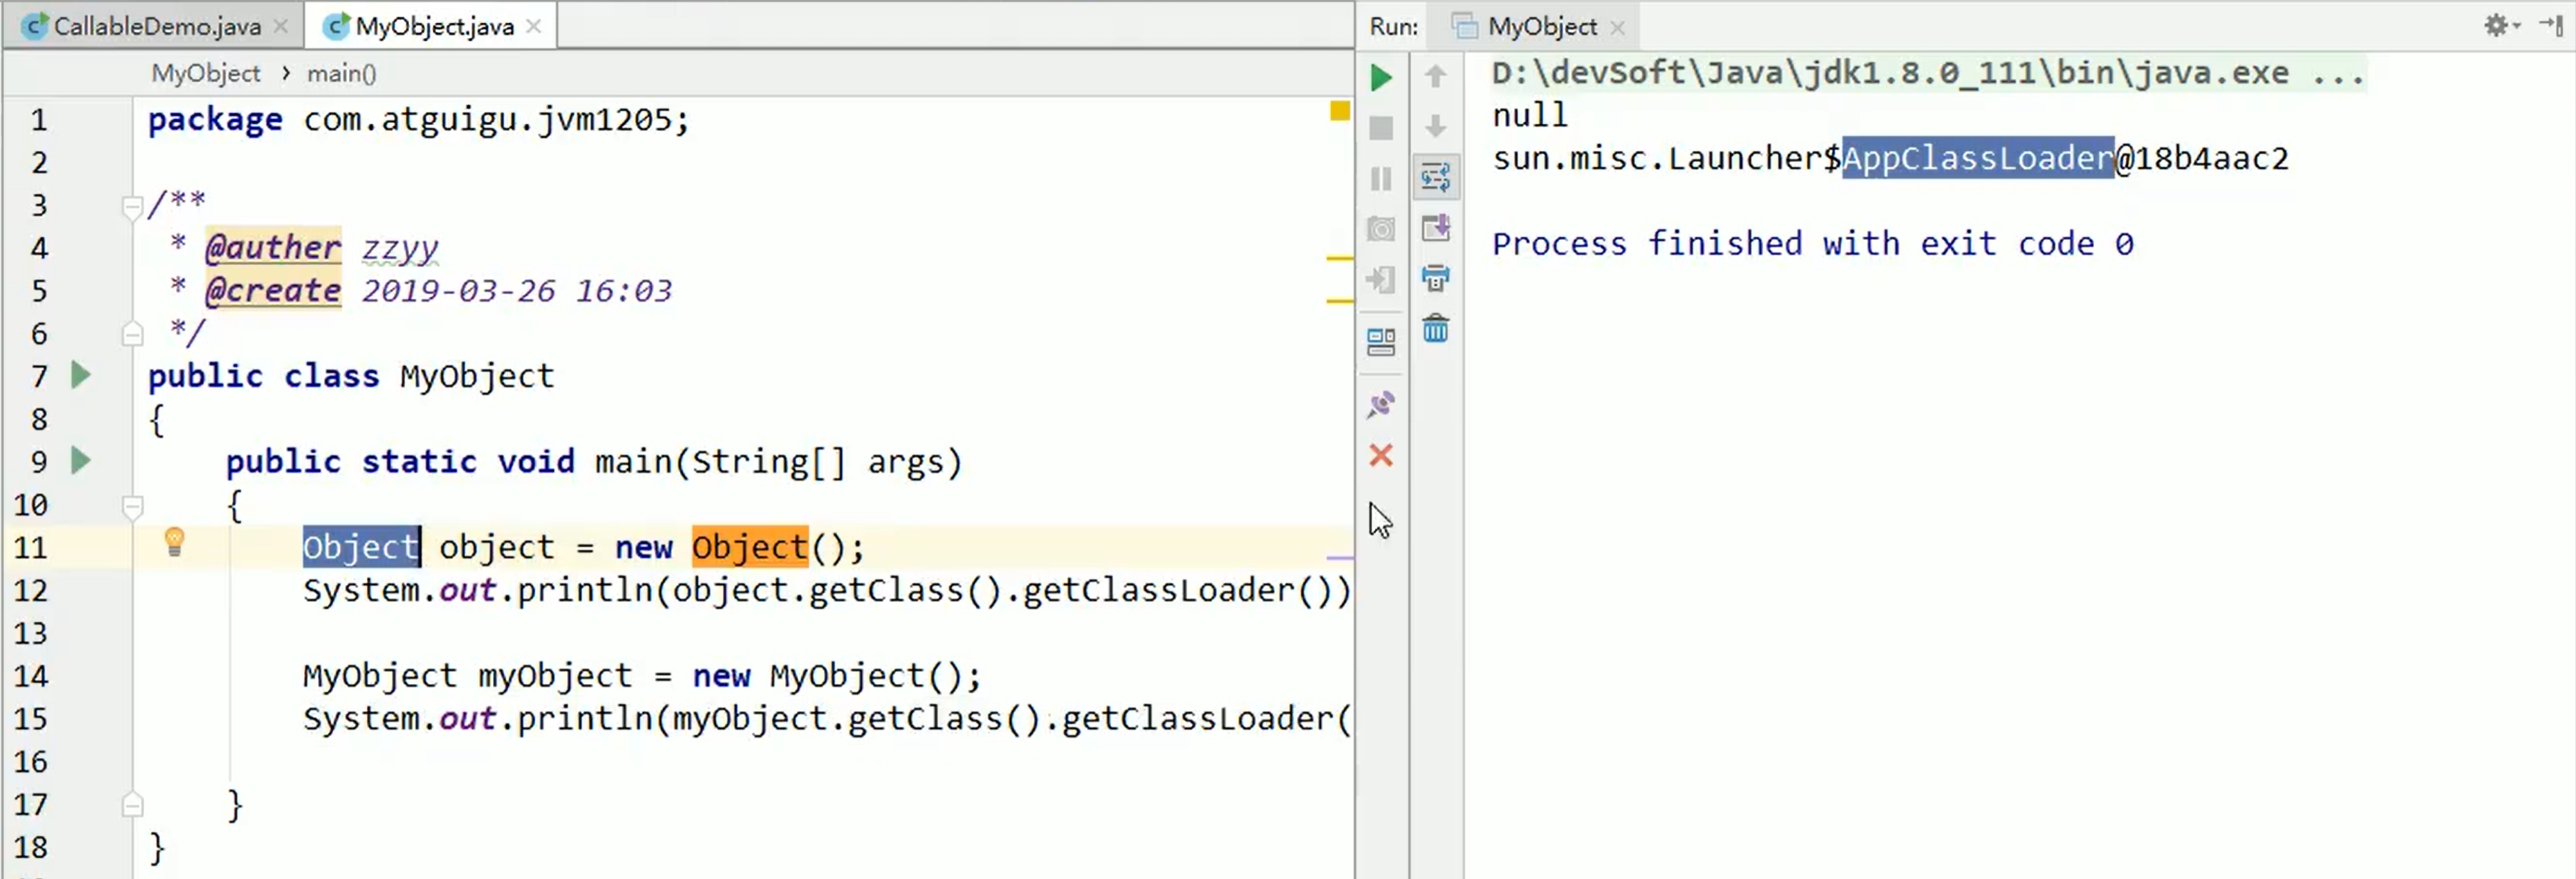 CallableDemo.java
MyObject.java
MyObject › main()
1 package com.atguigu.jvm1205;
2
3 /**
4 * @auther zzyy
5 * @create 2019-03-26 16:03
6 */
7 public class MyObject
8 {
9 public static void main(String[] args)
10 {
11 Object object = new Object();
12 System.out.println(object.getClass().getClassLoader())
13
14 MyObject myObject = new MyObject();
15 System.out.println(myObject.getClass().getClassLoader(
16
17 }
18 }
Run: MyObject
D:\devSoft\Java\jdk1.8.0_111\bin\java.exe ...
null
sun.misc.Launcher$AppClassLoader@18b4aac2
Process finished with exit code 0